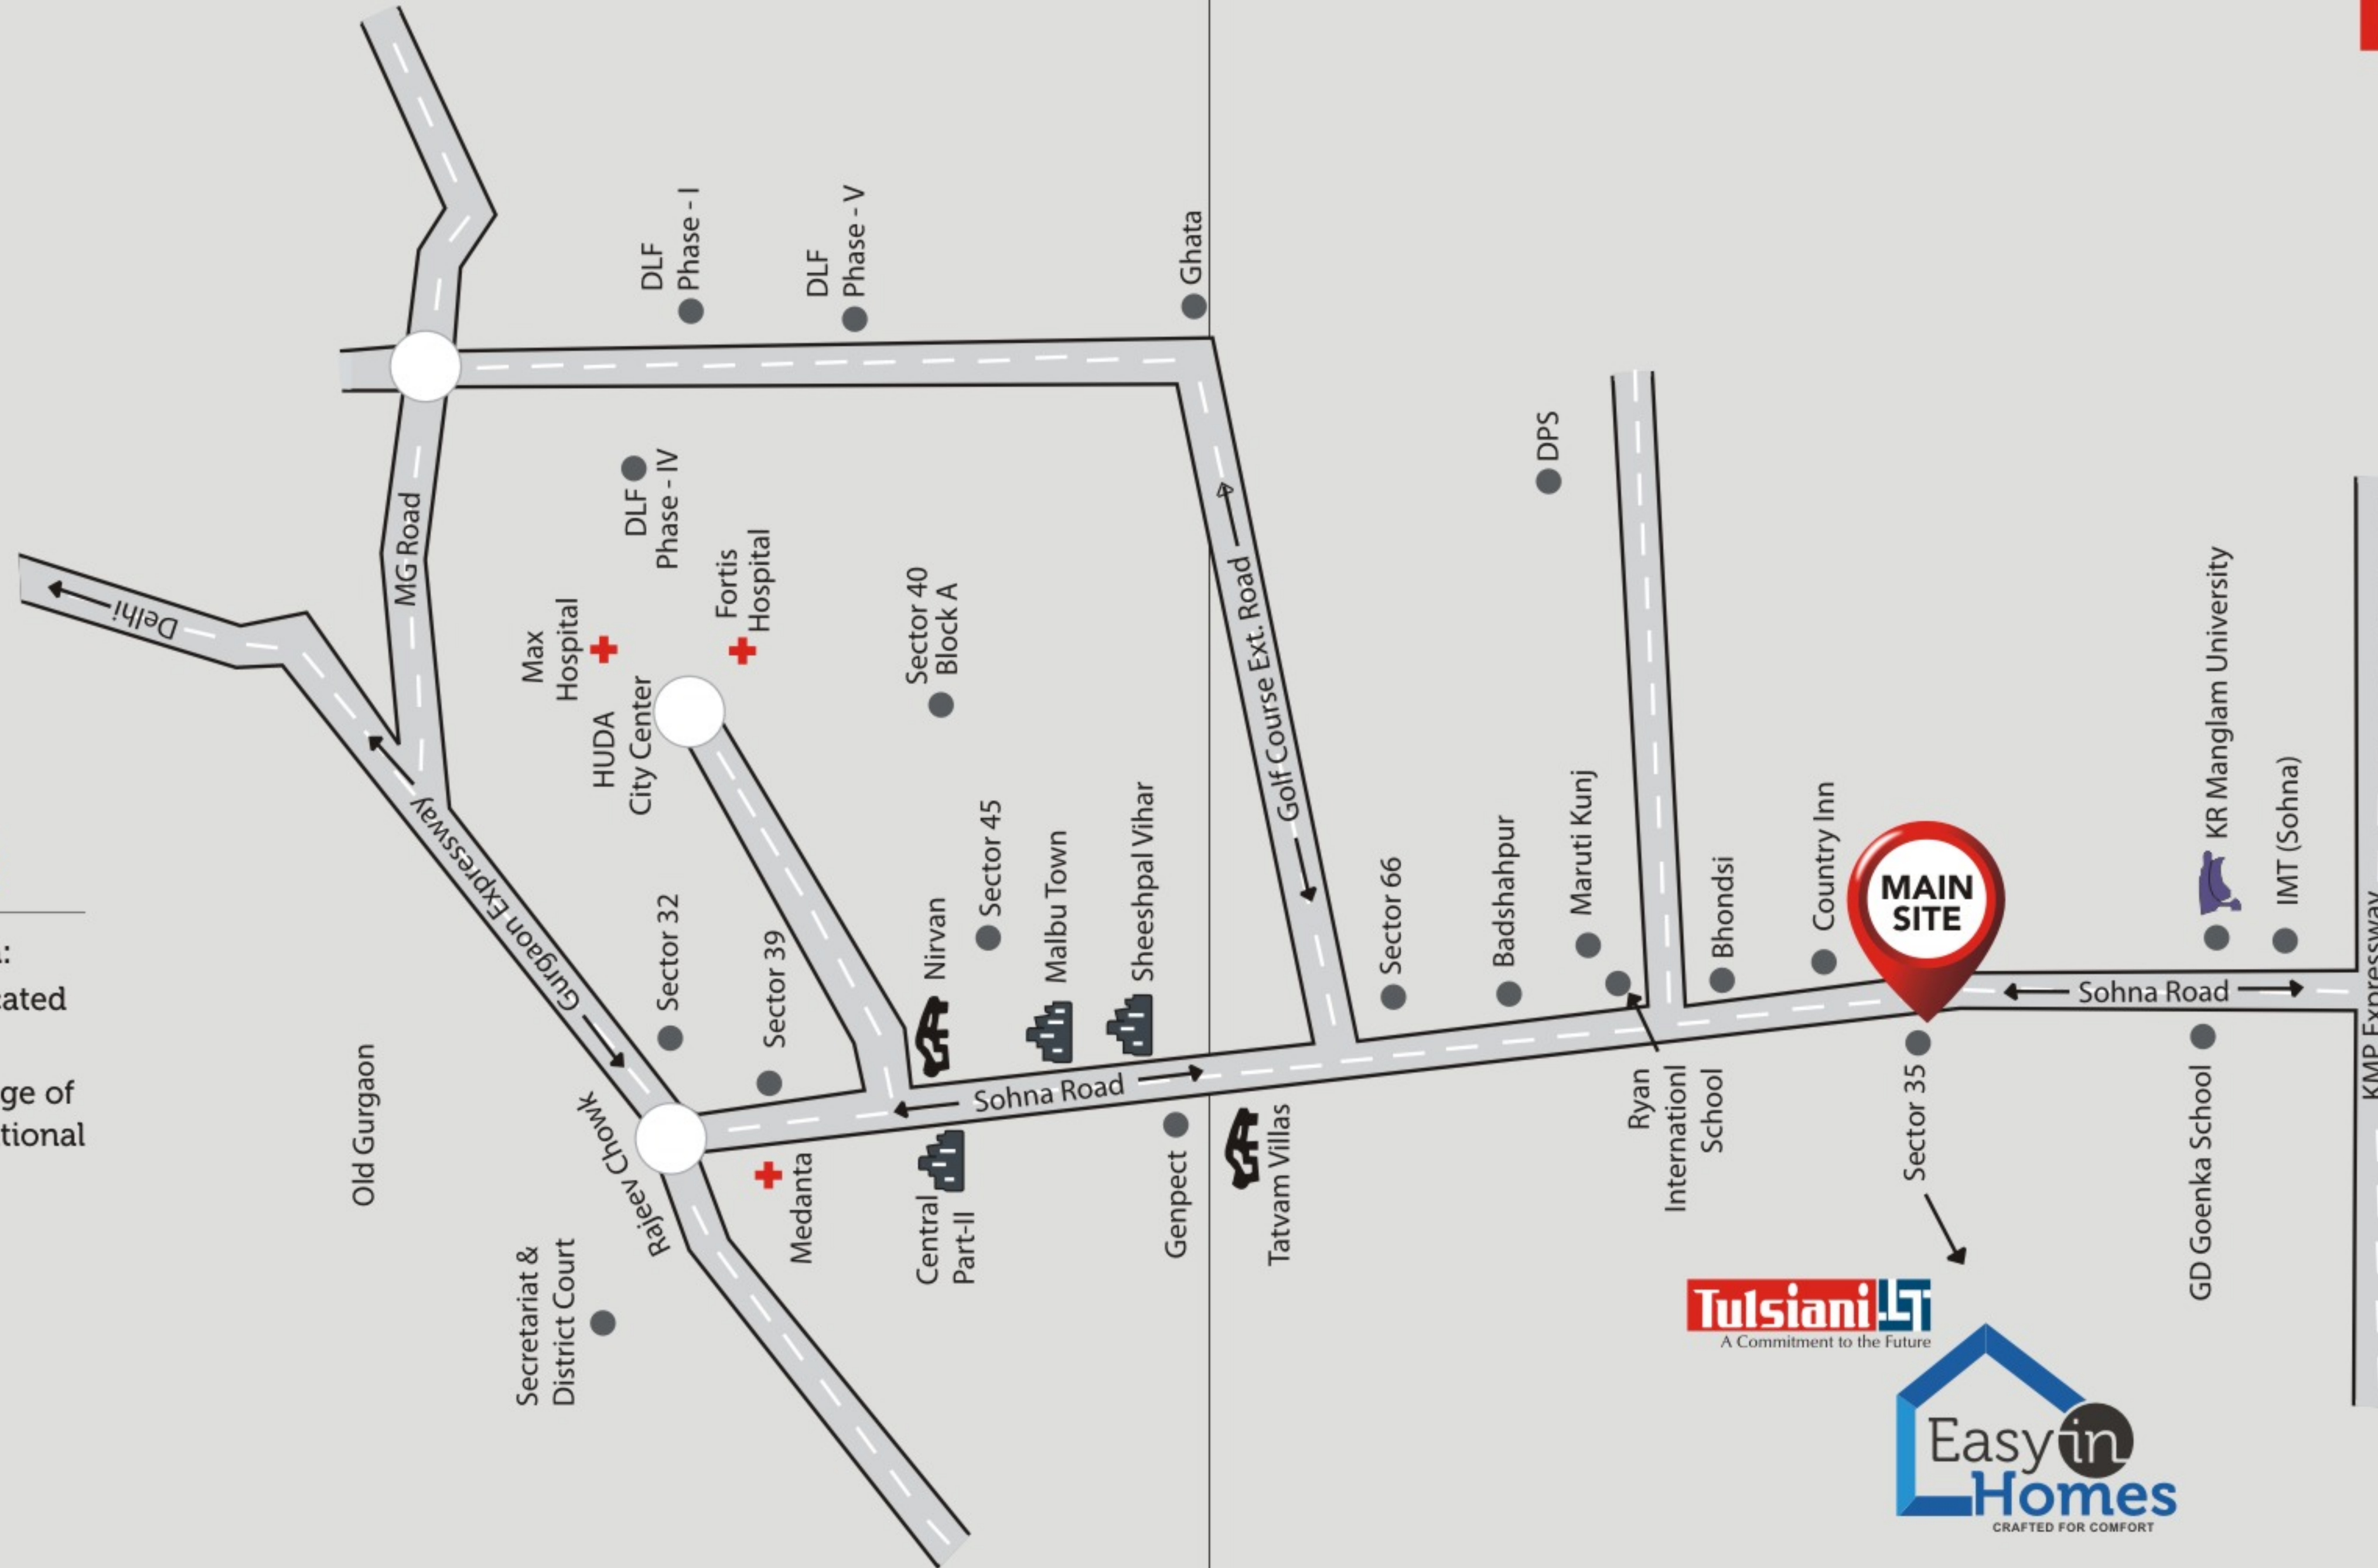 :
ated
ge of
tional
Delhi
MG Road
Gurgaon Expressway
Old Gurgaon
Secretariat &
District Court
Rajeev Chowk
Max
Hospital
HUDA
City Center
DLF
Phase - IV
DLF
Phase - I
Fortis
Hospital
DLF
Phase - V
Sector 32
Sector 39
Medanta
Sector 40
Block A
Nirvan
Sector 45
Malbu Town
Sheeshpal Vihar
Central
Part-II
Sohna Road
Genpect
Tatvam Villas
Ghata
Golf Course Ext. Road
Sector 66
Badshahpur
DPS
Maruti Kunj
Ryan
Internationl
School
Bhondsi
Country Inn
MAIN
SITE
Sector 35
Sohna Road
KR Manglam University
IMT (Sohna)
GD Goenka School
KMP Expressway
Tulsiani
A Commitment to the Future
Easy in
Homes
CRAFTED FOR COMFORT